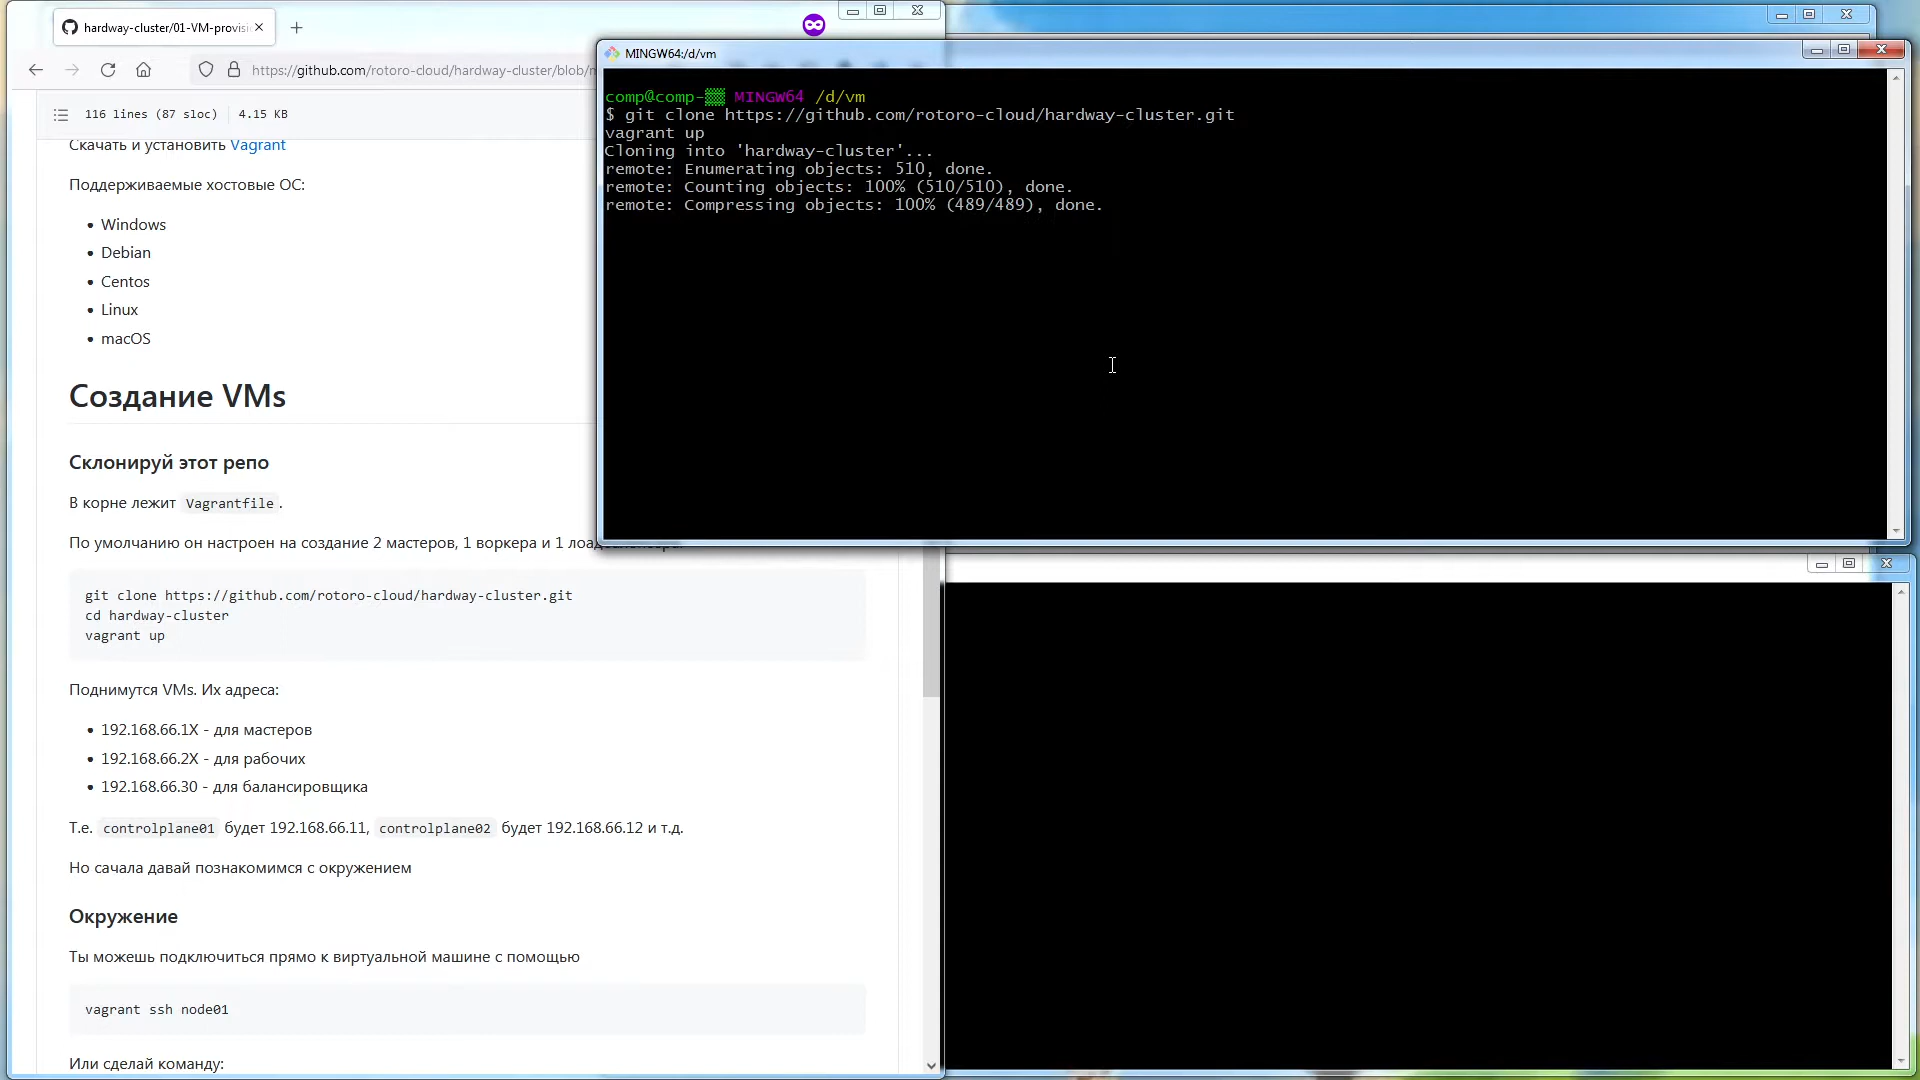 hardway-cluster/01-VM-provisi
https://github.com/rotoro-cloud/hardway-cluster/blob/m
116 lines (87 sloc)
4.15 KB
Скачать и установить Vagrant
Поддерживаемые хостовые ОС:
Windows
Debian
Centos
Linux
macOS
Создание VMs
Склонируй этот репо
В корне лежит Vagrantfile.
По умолчанию он настроен на создание 2 мастеров, 1 воркера и 1
git clone https://github.com/rotoro-cloud/hardway-cluster.git
cd hardway-cluster
vagrant up
Поднимутся VMs. Их адреса:
192.168.66.1X - для мастеров
192.168.66.2X - для рабочих
192.168.66.30 - для балансировщика
Т.е. controlplane01 будет 192.168.66.11, controlplane02 будет 192.168.66.12 и т.д.
Но сачала давай познакомимся с окружением
Окружение
Ты можешь подключиться прямо к виртуальной машине с помощью
vagrant ssh node01
Или сделай команду:
MINGW64:/d/vm
comp@comp-▒▒ MINGW64 /d/vm
$ git clone https://github.com/rotoro-cloud/hardway-cluster.git
vagrant up
Cloning into 'hardway-cluster'...
remote: Enumerating objects: 510, done.
remote: Counting objects: 100% (510/510), done.
remote: Compressing objects: 100% (489/489), done.